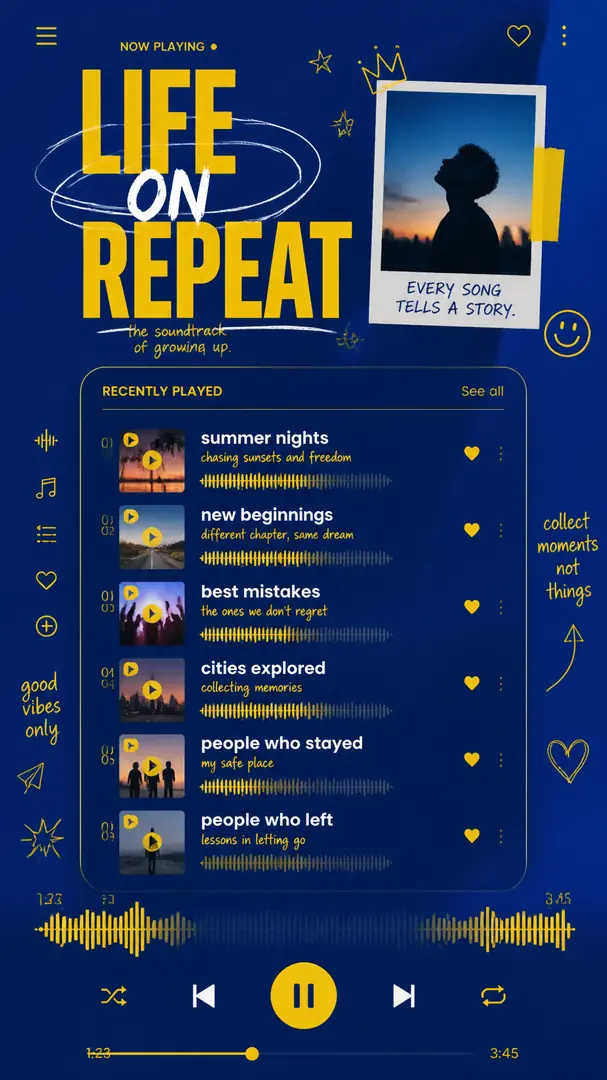 NOW PLAYING
LIFE
ON
REPEAT
the soundtrack
of growing up.
EVERY SONG
TELLS A STORY.
RECENTLY PLAYED
See all
summer nights
chasing sunsets and freedom
new beginnings
different chapter, same dream
best mistakes
the ones we don't regret
cities explored
collecting memories
people who stayed
my safe place
people who left
lessons in letting go
good
vibes
only
collect
moments
not
things
1:23
3:45
1:23
3:45